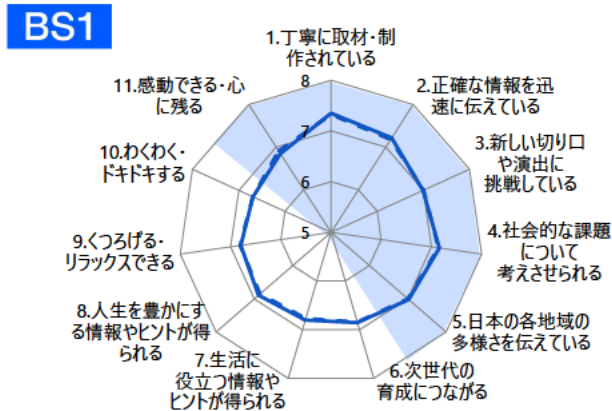 BS1
1.丁寧に取材・制
作されている
2.正確な情報を迅
速に伝えている
3.新しい切り口
や演出に
挑戦している
4.社会的な課題
について
考えさせられる
5.日本の各地域の
多様さを伝えている
6.次世代の
育成につながる
7.生活に
役立つ情報や
ヒントが得られる
8.人生を豊かにす
る情報やヒントが得
られる
9.くつろげる・
リラックスできる
10.わくわく・
ドキドキする
11.感動できる・心
に残る
8
7
6
5